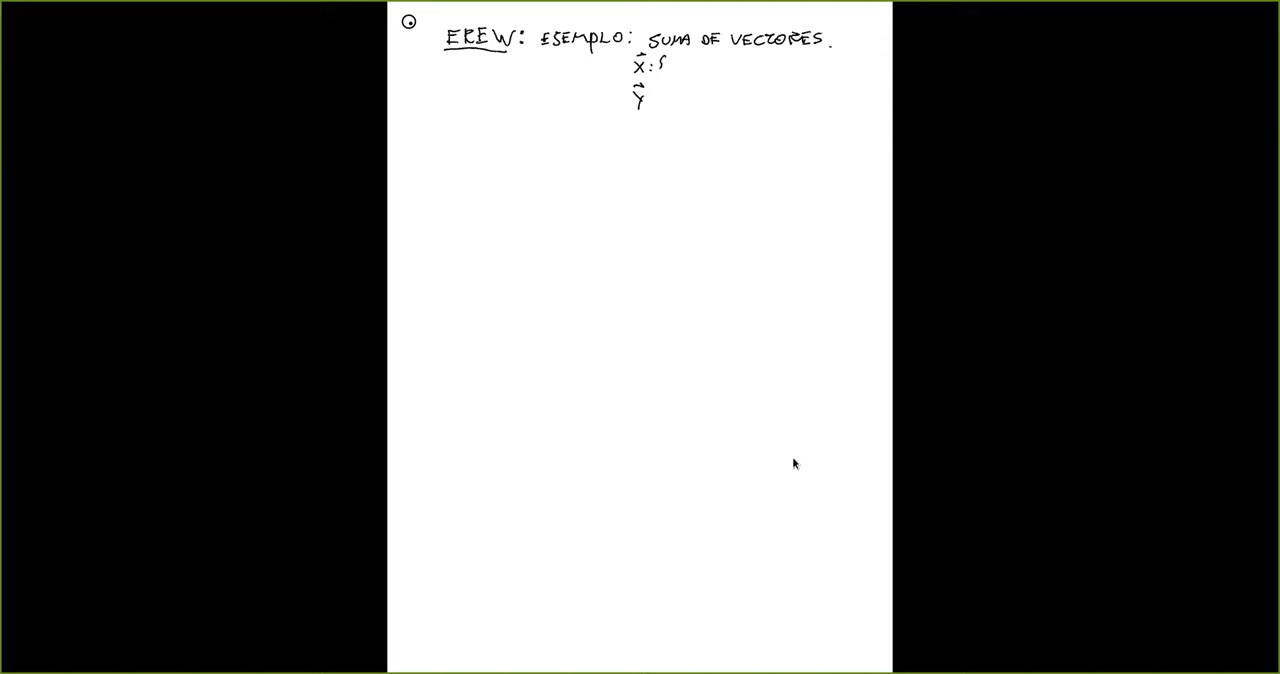 EREW: EJEMPLO: SUMA DE VECTORES.
X⃗: {
Y⃗